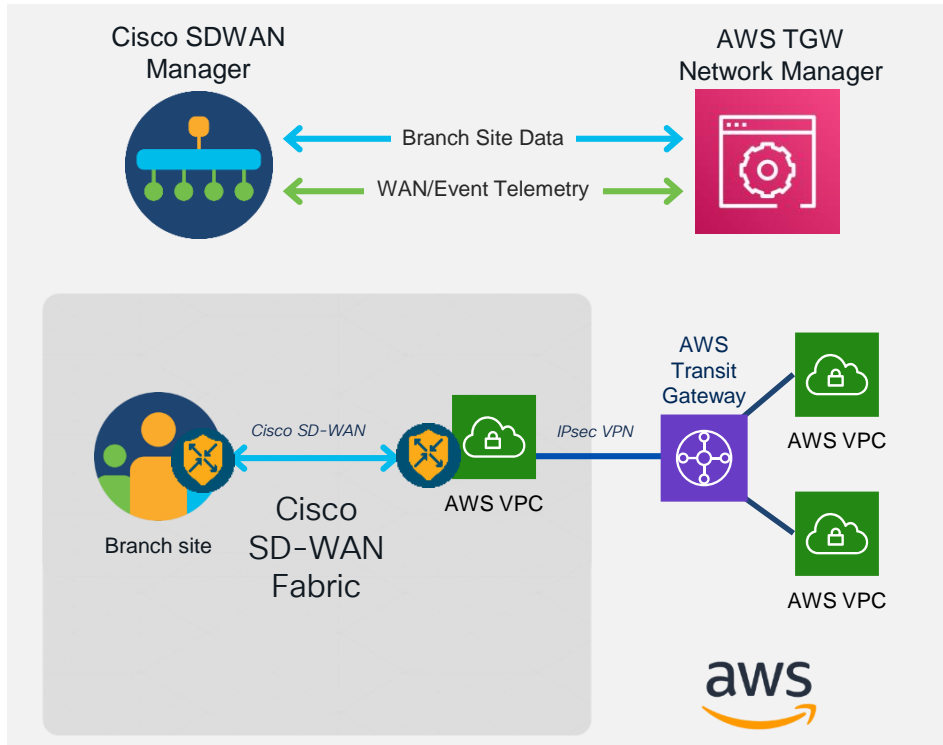 Cisco SDWAN
Manager
AWS TGW
Network Manager
Branch Site Data
WAN/Event Telemetry
AWS
Transit
Gateway
Cisco SD-WAN
IPsec VPN
AWS VPC
AWS VPC
Branch site
Cisco
SD-WAN
Fabric
AWS VPC
aws